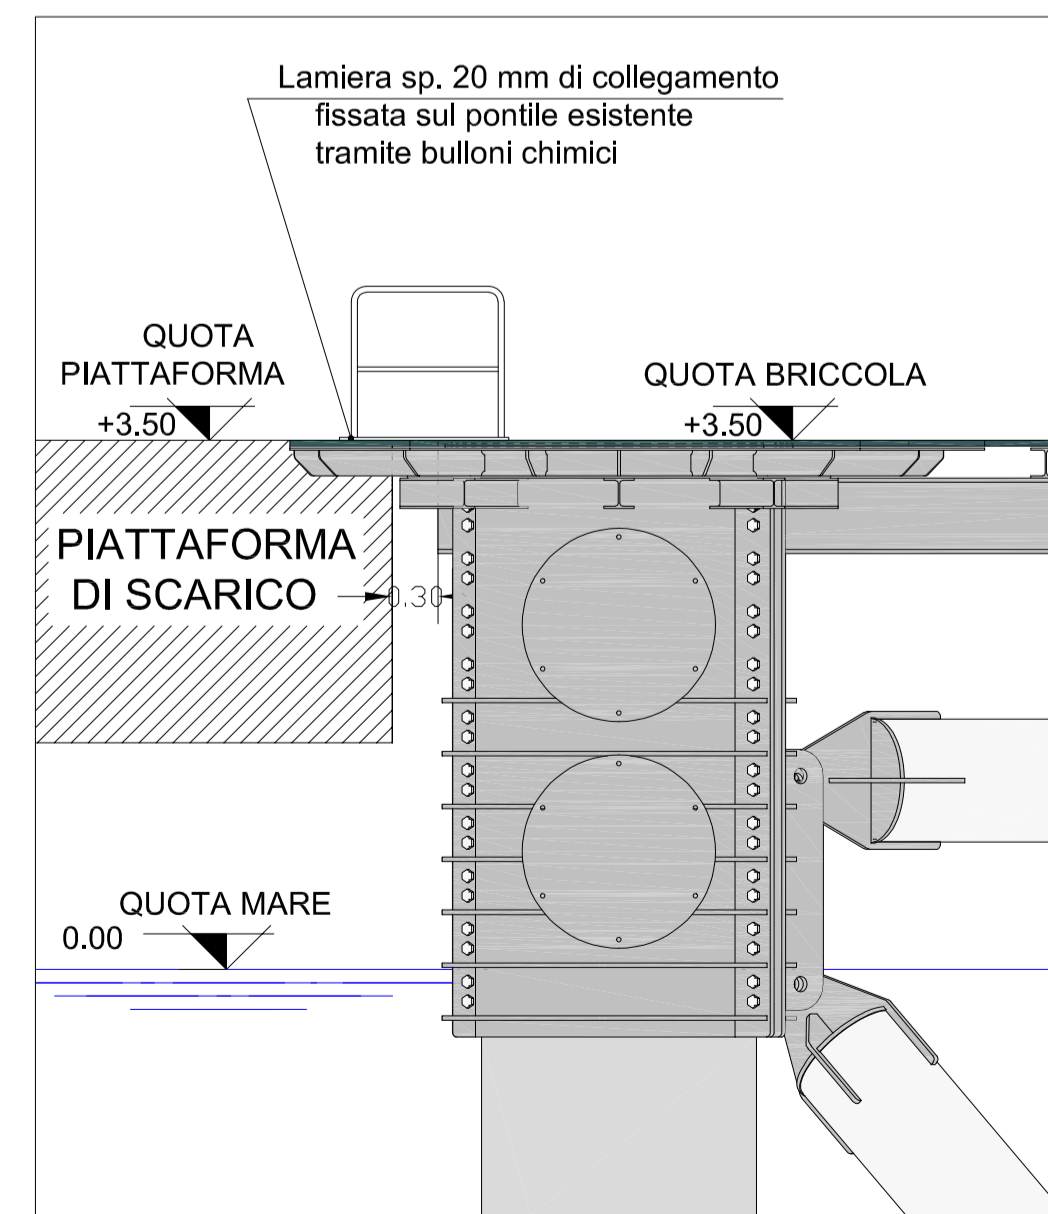 Lamiera sp. 20 mm di collegamento
fissata sul pontile esistente
tramite bulloni chimici
QUOTA
PIATTAFORMA
+3.50
QUOTA BRICCOLA
+3.50
PIATTAFORMA
DI SCARICO
0.30
QUOTA MARE
0.00